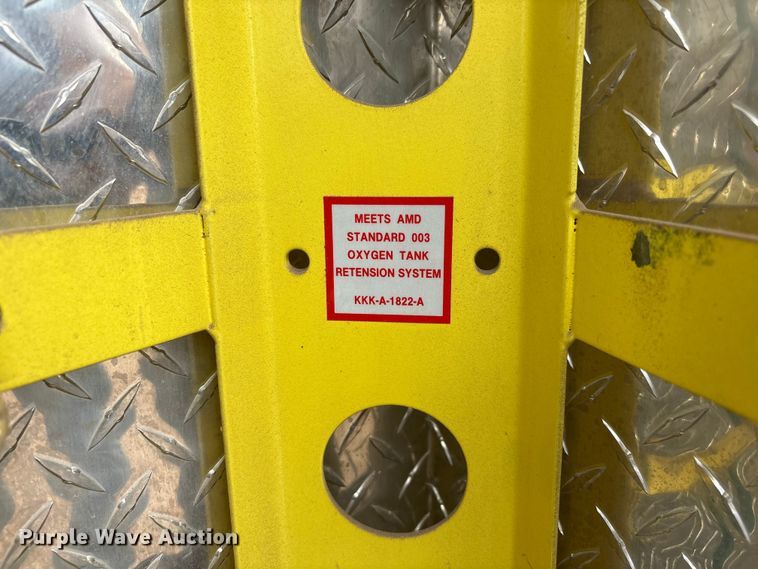 MEETS AMD
STANDARD 003
OXYGEN TANK
RETENSION SYSTEM
KKK-A-1822-A
Purple Wave Auction